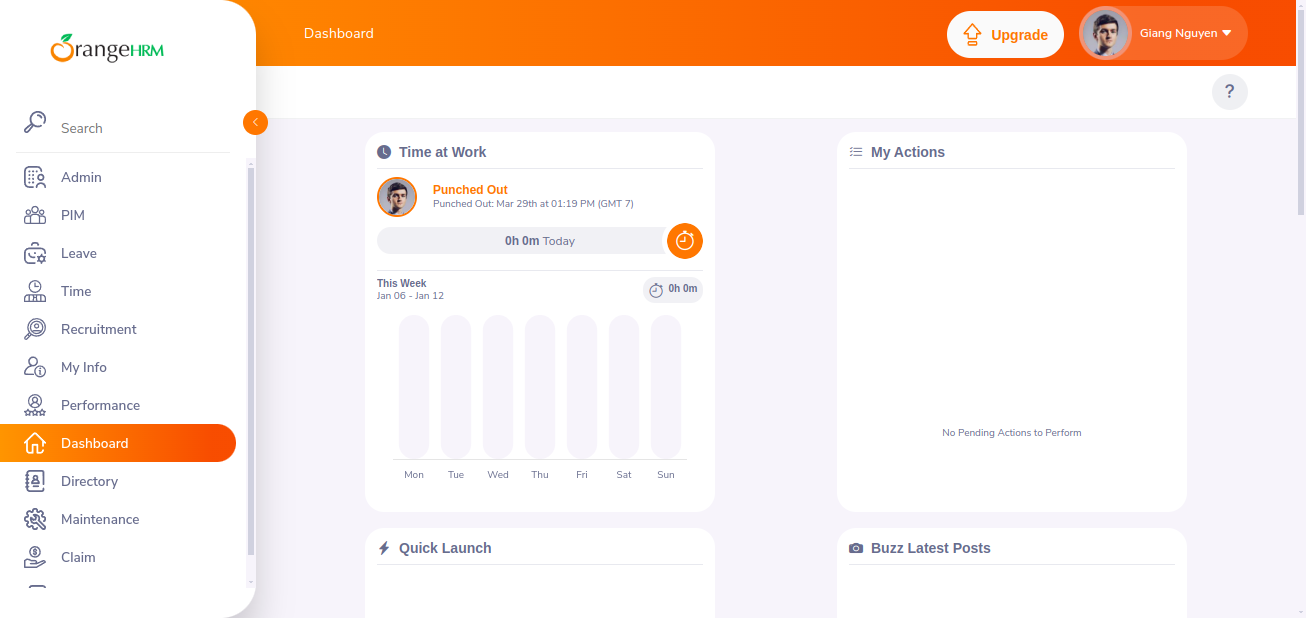 OrangeHRM
Search
Admin
PIM
Leave
Time
Recruitment
My Info
Performance
Dashboard
Directory
Maintenance
Claim
Dashboard
Upgrade
Giang Nguyen
?
Time at Work
Punched Out
Punched Out: Mar 29th at 01:19 PM (GMT 7)
0h 0m Today
This Week
Jan 06 - Jan 12
0h 0m
Mon Tue Wed Thu Fri Sat Sun
My Actions
No Pending Actions to Perform
Quick Launch
Buzz Latest Posts